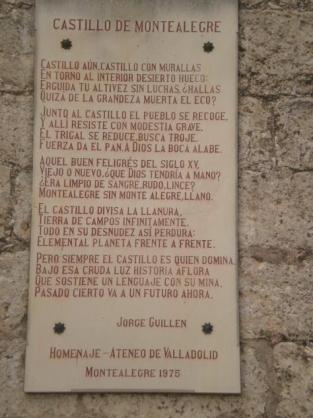 CASTILLO DE MONTEALEGRE
CASTILLO AÚN, CASTILLO CON MURALLAS
EN TORNO AL INTERIOR DESIERTO HUECO:
ERGUIDA TU ALTIVEZ SIN LUCHAS, ¿HALLAS
QUIZÁ DE LA GRANDEZA MUERTA EL ECO?
JUNTO AL CASTILLO EL PUEBLO SE RECOGE,
Y ALLÍ RESISTE CON MODESTIA GRAVE.
EL TRIGAL SE REDUCE, BUSCA TROJE.
FUERZA DA EL PAN. A DIOS LA BOCA ALABE.
AQUEL BUEN FELIGRÉS DEL SIGLO XV,
VIEJO O NUEVO, ¿QUE DIOS TENDRÍA A MANO?
¿ERA LIMPIO DE SANGRE, RUDO, LINCE?
MONTEALEGRE SIN MONTE ALEGRE, LLANO.
EL CASTILLO DIVISA LA LLANURA,
TIERRA DE CAMPOS INFINITAMENTE.
TODO EN SU DESNUDEZ ASÍ PERDURA:
ELEMENTAL PLANETA FRENTE A FRENTE.
PERO SIEMPRE EL CASTILLO ES QUIEN DOMINA.
BAJO ESA CRUDA LUZ HISTORIA AFLORA
QUE SOSTIENE UN LENGUAJE CON SU MINA.
PASADO CIERTO VA A UN FUTURO AHORA.
JORGE GUILLEN
HOMENAJE - ATENEO DE VALLADOLID
MONTEALEGRE 1975